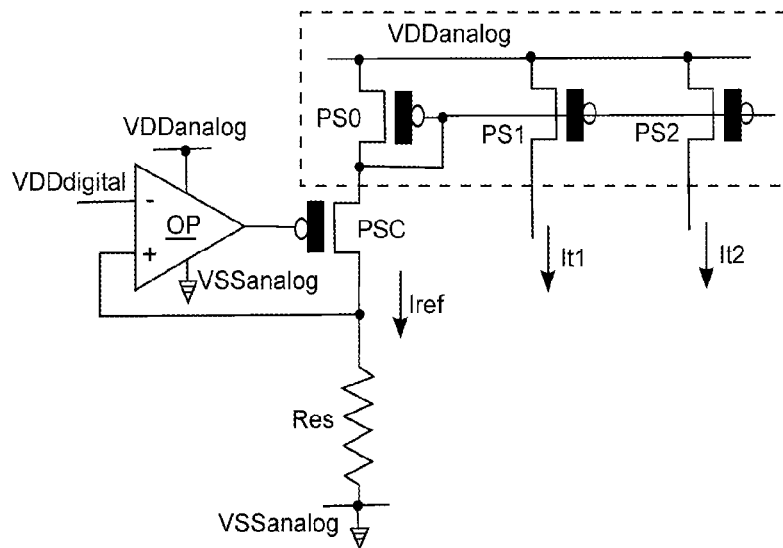 VDDanalog
PS0
PS1
PS2
VDDanalog
VDDdigital
-
OP
+
PSC
VSSanalog
It1
It2
Iref
Res
VSSanalog